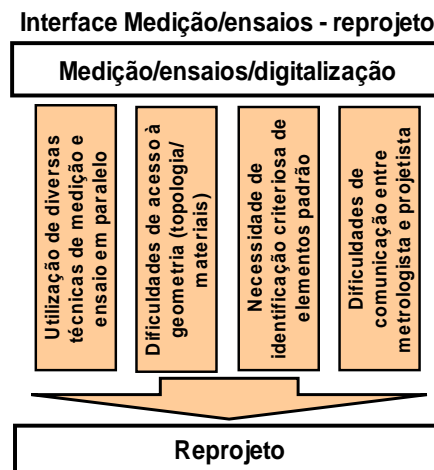 Interface Medição/ensaios - reprojeto
Medição/ensaios/digitalização
Utilização de diversas
técnicas de medição e
ensaio em paralelo
Dificuldades de acesso à
geometria (topologia/
materiais)
Necessidade de
identificação criteriosa de
elementos padrão
Dificuldades de
comunicação entre
metrologista e projetista
Reprojeto